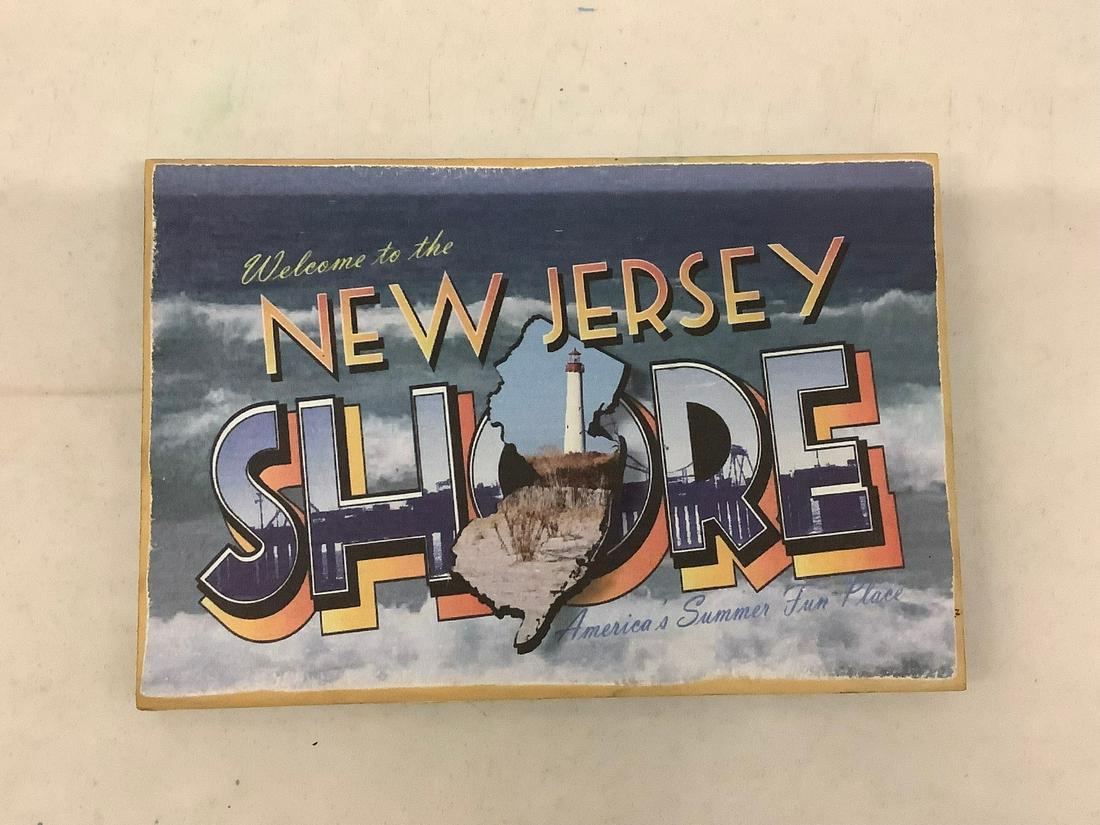 Welcome to the
NEW JERSEY
SHORE
America's Summer Fun Place